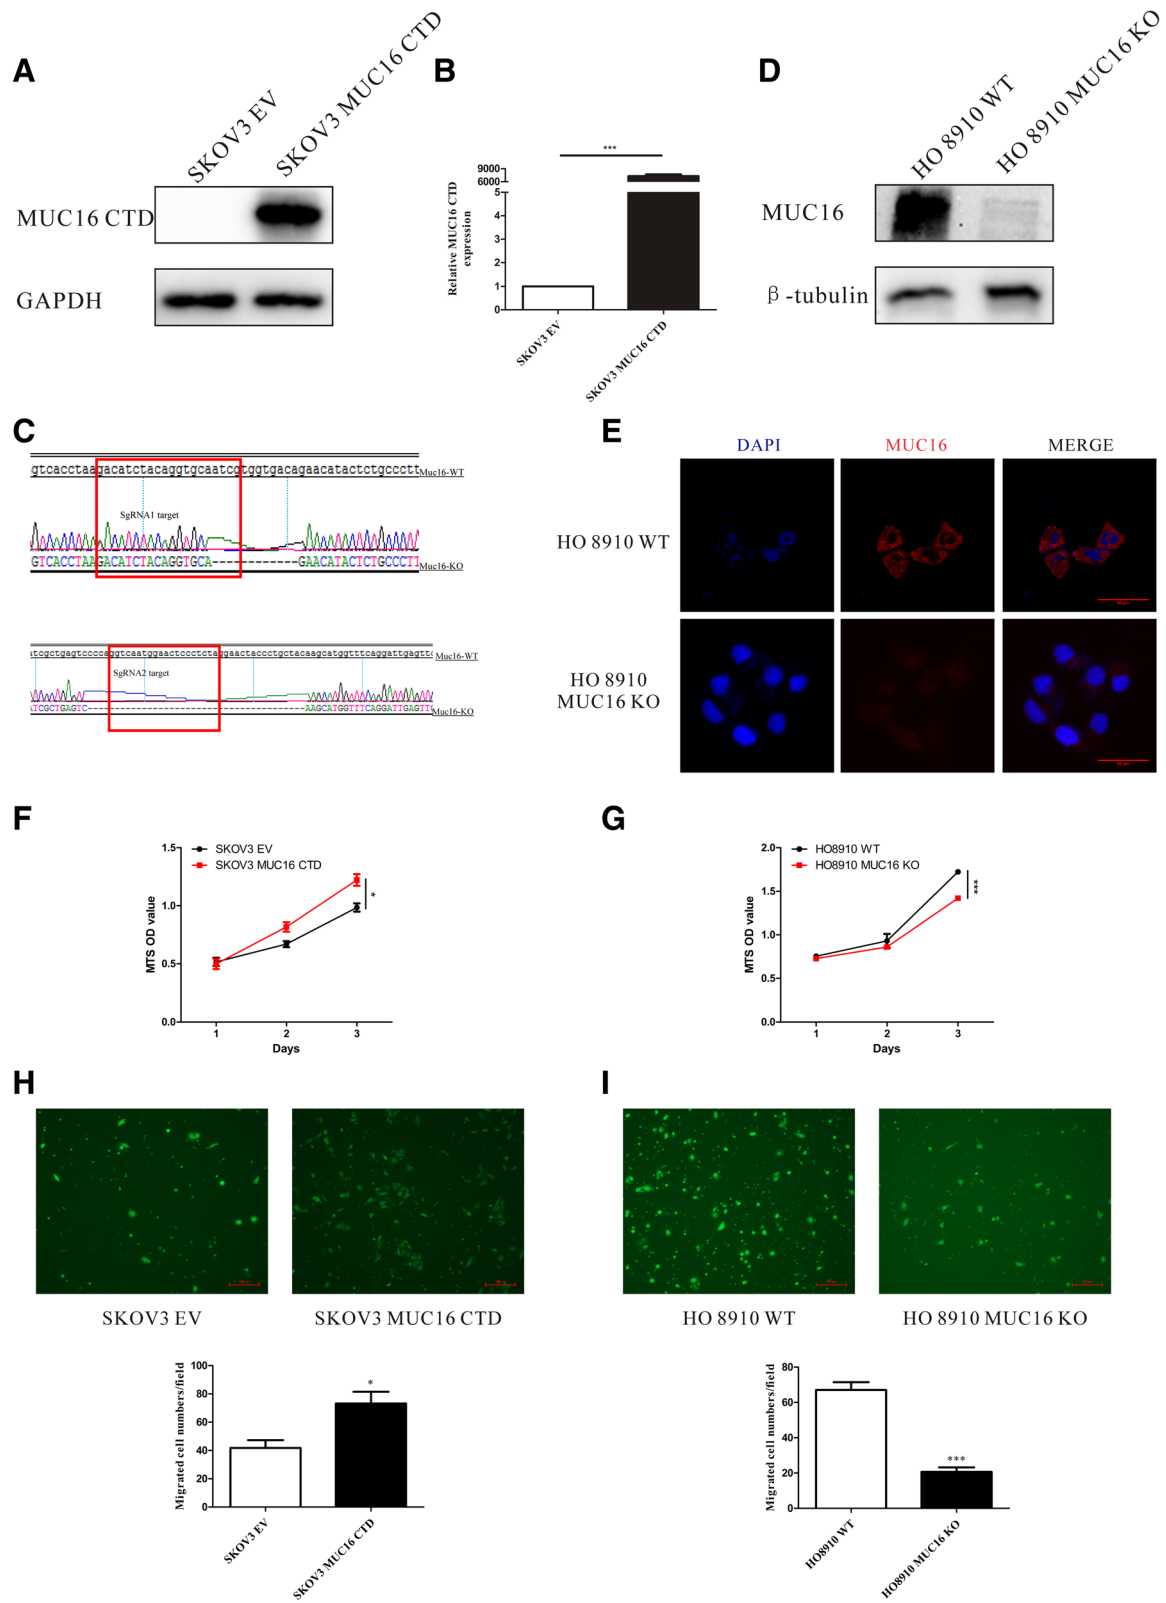 A
SKOV3 EV
SKOV3 MUC16 CTD
MUC16 CTD
GAPDH
B
***
9000
6000
5
4
3
2
1
0
Relative MUC16 CTD
expression
SKOV3 EV
SKOV3 MUC16 CTD
D
HO 8910 WT
HO 8910 MUC16 KO
MUC16
β-tubulin
C
gtcacctaagacatctacaggtgcaatcgtggtgacagaacatactctgccctt
Muc16-WT
SgRNA1 target
GTCACCTAAGACATCTACAGGTGCA------------GAACATACTCTGCCCTT
Muc16-KO
atcgctgagtccccaggtcaatggaactccctctaggaactaccctgctacaagcatggtttcaggattgagttc
Muc16-WT
SgRNA2 target
Muc16-KO
E
DAPI
MUC16
MERGE
HO 8910 WT
HO 8910
MUC16 KO
F
SKOV3 EV
SKOV3 MUC16 CTD
1.5
1.0
0.5
0.0
MTS OD value
*
1 2 3
Days
G
HO8910 WT
HO8910 MUC16 KO
2.0
1.5
1.0
0.5
0.0
MTS OD value
***
1 2 3
Days
H
SKOV3 EV
SKOV3 MUC16 CTD
100
80
60
40
20
0
Migrated cell numbers/field
*
SKOV3 EV
SKOV3 MUC16 CTD
I
HO 8910 WT
HO 8910 MUC16 KO
80
60
40
20
0
Migrated cell numbers/field
***
HO8910 WT
HO8910 MUC16 KO